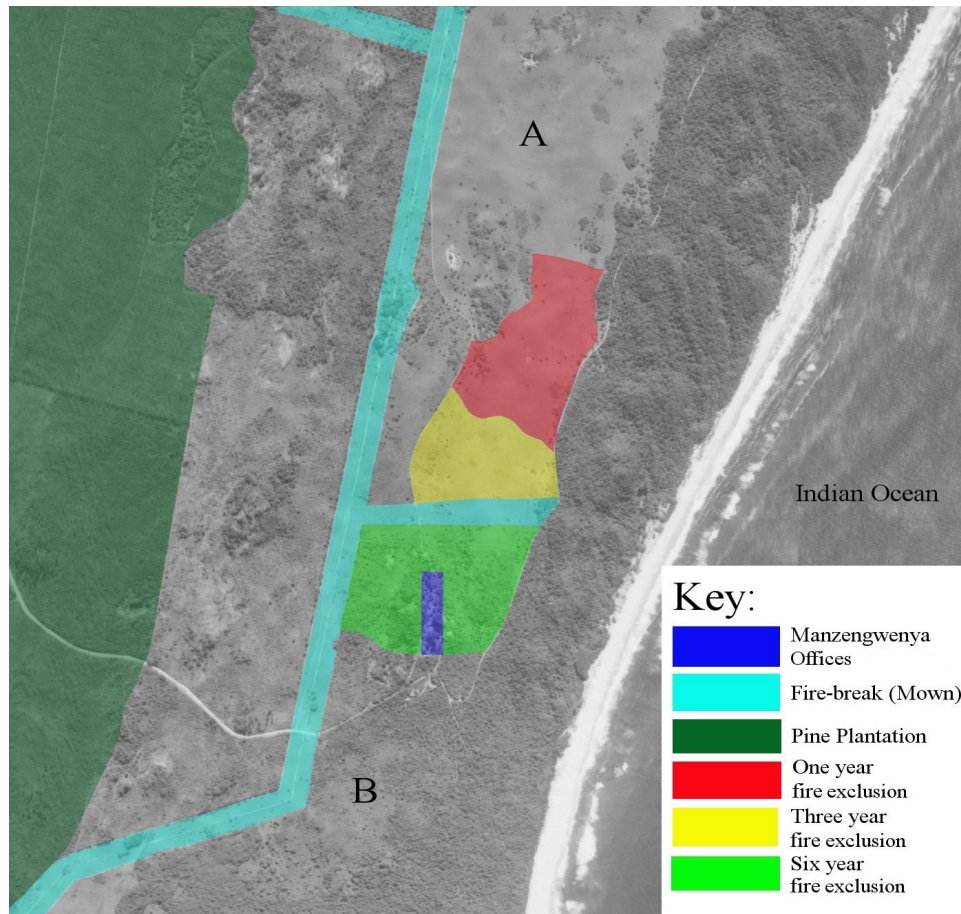 A
Indian Ocean
B
Key:
Manzengwenya
Offices
Fire-break (Mown)
Pine Plantation
One year
fire exclusion
Three year
fire exclusion
Six year
fire exclusion